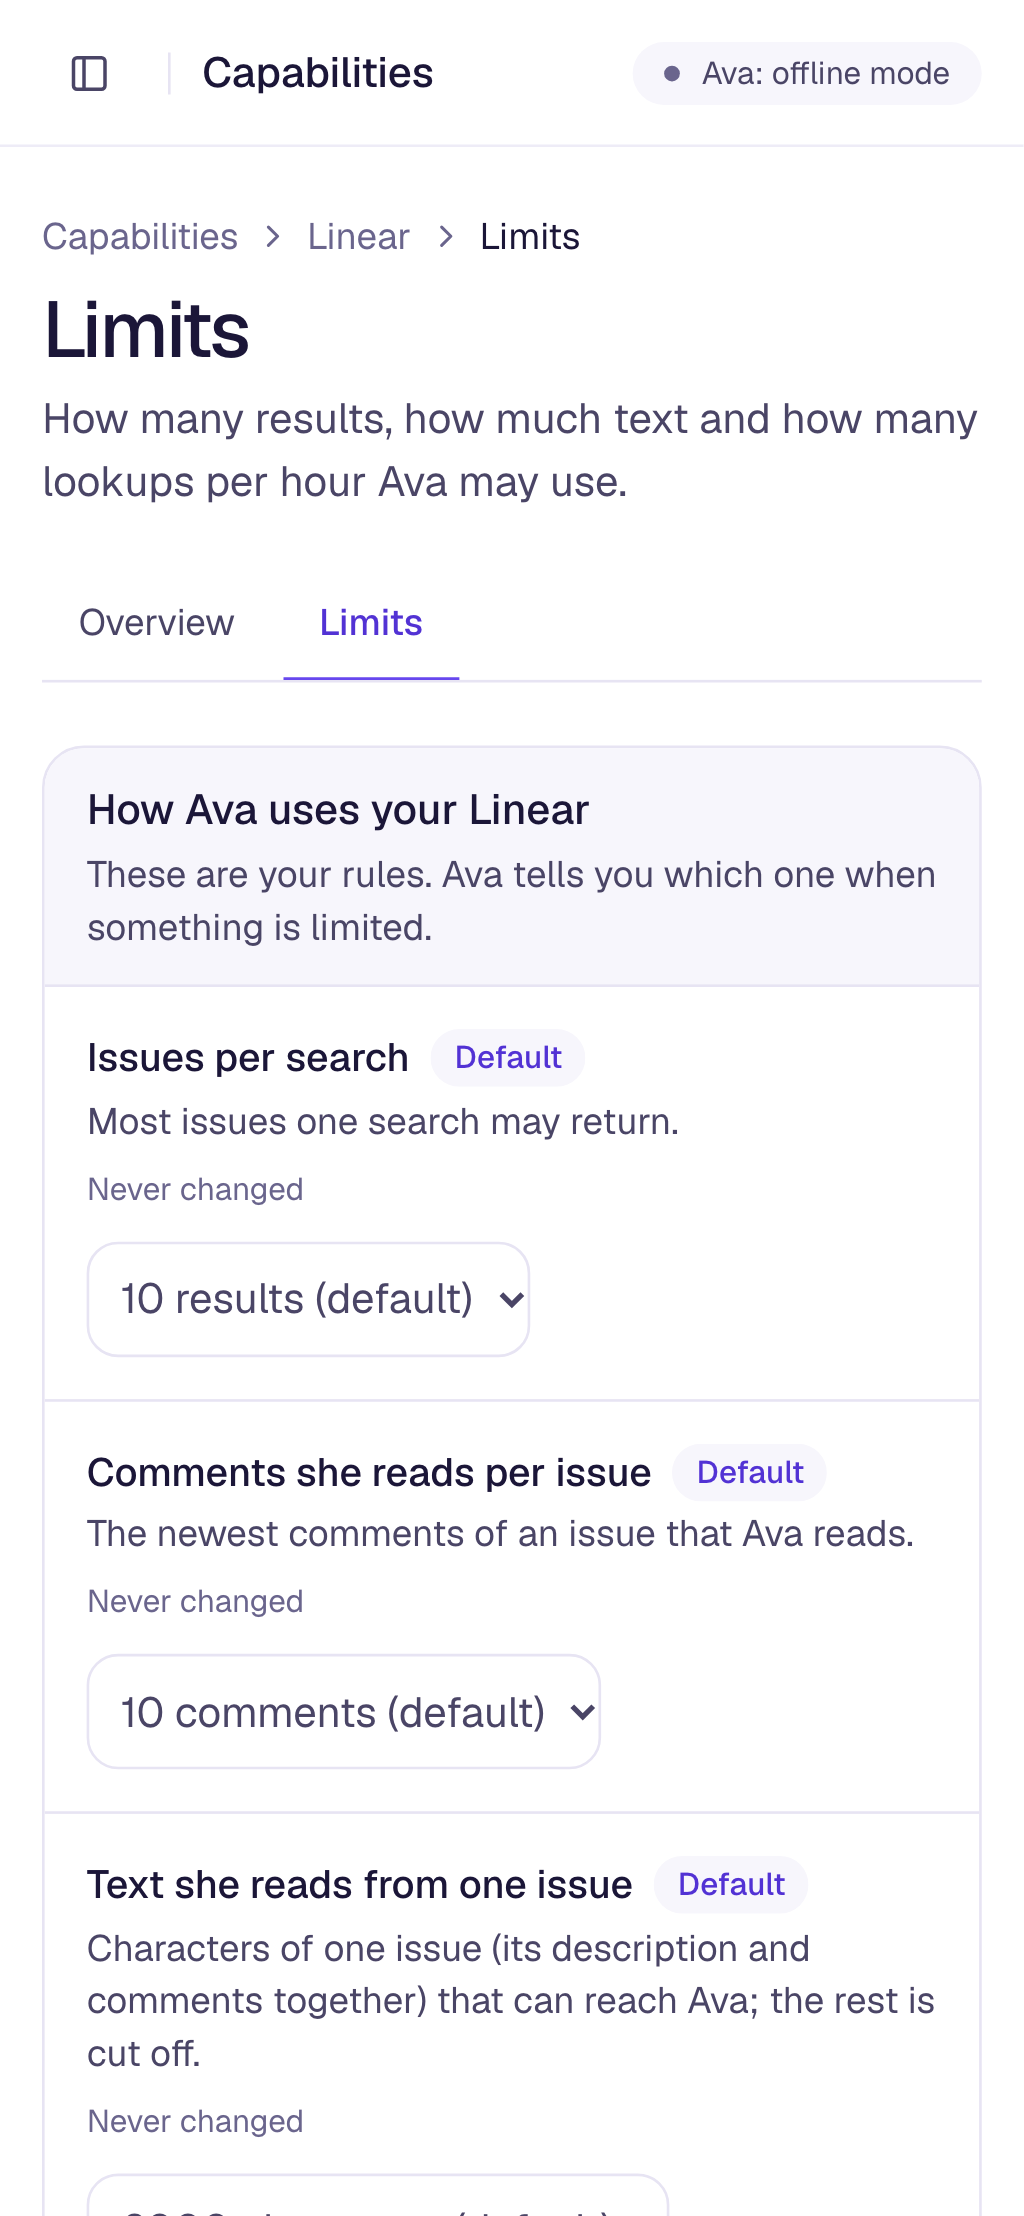 Capabilities
Ava: offline mode
Capabilities > Linear > Limits
Limits
How many results, how much text and how many
lookups per hour Ava may use.
Overview
Limits
How Ava uses your Linear
These are your rules. Ava tells you which one when
something is limited.
Issues per search
Default
Most issues one search may return.
Never changed
10 results (default)
Comments she reads per issue
Default
The newest comments of an issue that Ava reads.
Never changed
10 comments (default)
Text she reads from one issue
Default
Characters of one issue (its description and
comments together) that can reach Ava; the rest is
cut off.
Never changed